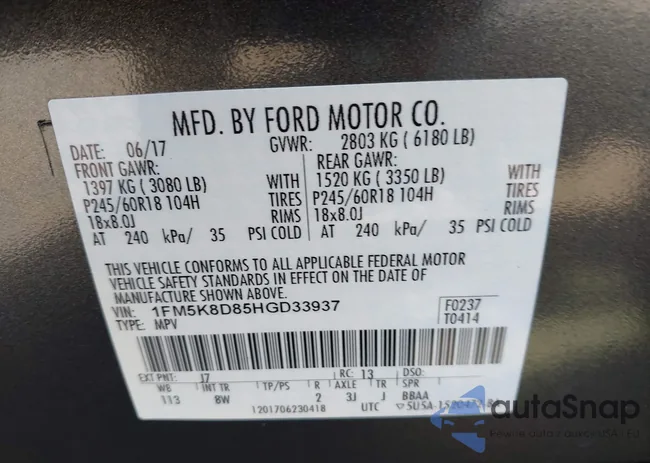 MFD. BY FORD MOTOR CO.
DATE: 06/17 GVWR: 2803 KG ( 6180 LB)
FRONT GAWR: REAR GAWR:
1397 KG ( 3080 LB) WITH 1520 KG ( 3350 LB) WITH
P245/60R18 104H TIRES P245/60R18 104H TIRES
18x8.0J RIMS 18x8.0J RIMS
AT 240 kPa/ 35 PSI COLD AT 240 kPa/ 35 PSI COLD
THIS VEHICLE CONFORMS TO ALL APPLICABLE FEDERAL MOTOR
VEHICLE SAFETY STANDARDS IN EFFECT ON THE DATE OF
MANUFACTURE SHOWN ABOVE.
VIN: 1FM5K8D85HGD33937 F0237
TYPE: MPV T0414
EXT PNT: J7 RC: 13 DSO:
WB INT TR TP/PS R AXLE TR SPR
113 8W 2 3J J BBAA
1201706230418 UTC
autaSnap